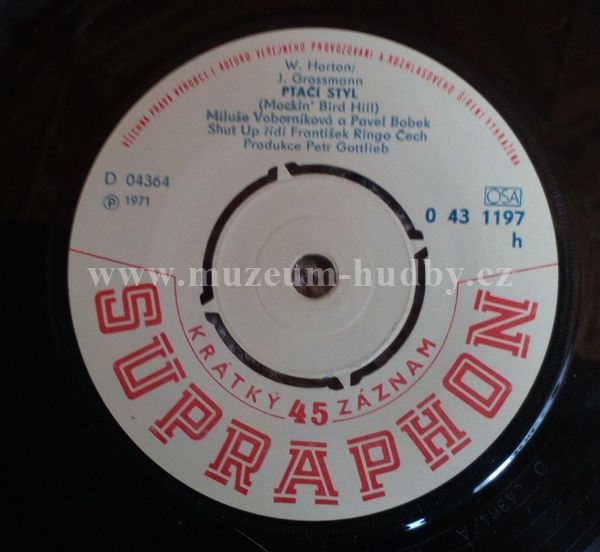 VŠECHNA PRÁVA VÝROBCE I AUTORŮ VEŘEJNÉHO PROVOZOVÁNÍ A ROZHLASOVÉHO ŠÍŘENÍ VYHRAZENA
W. Horton/
J. Grossmann
PTAČÍ STYL
(Mockin' Bird Hill)
Miluše Voborníková a Pavel Bobek
Shut Up řídí František Ringo Čech
Produkce Petr Gottlieb
D 04364
Ⓟ 1971
OSA
0 43 1197
h
www.muzeum-hudby.cz
KRÁTKÝ 45 ZÁZNAM
SUPRAPHON
D 4364/A